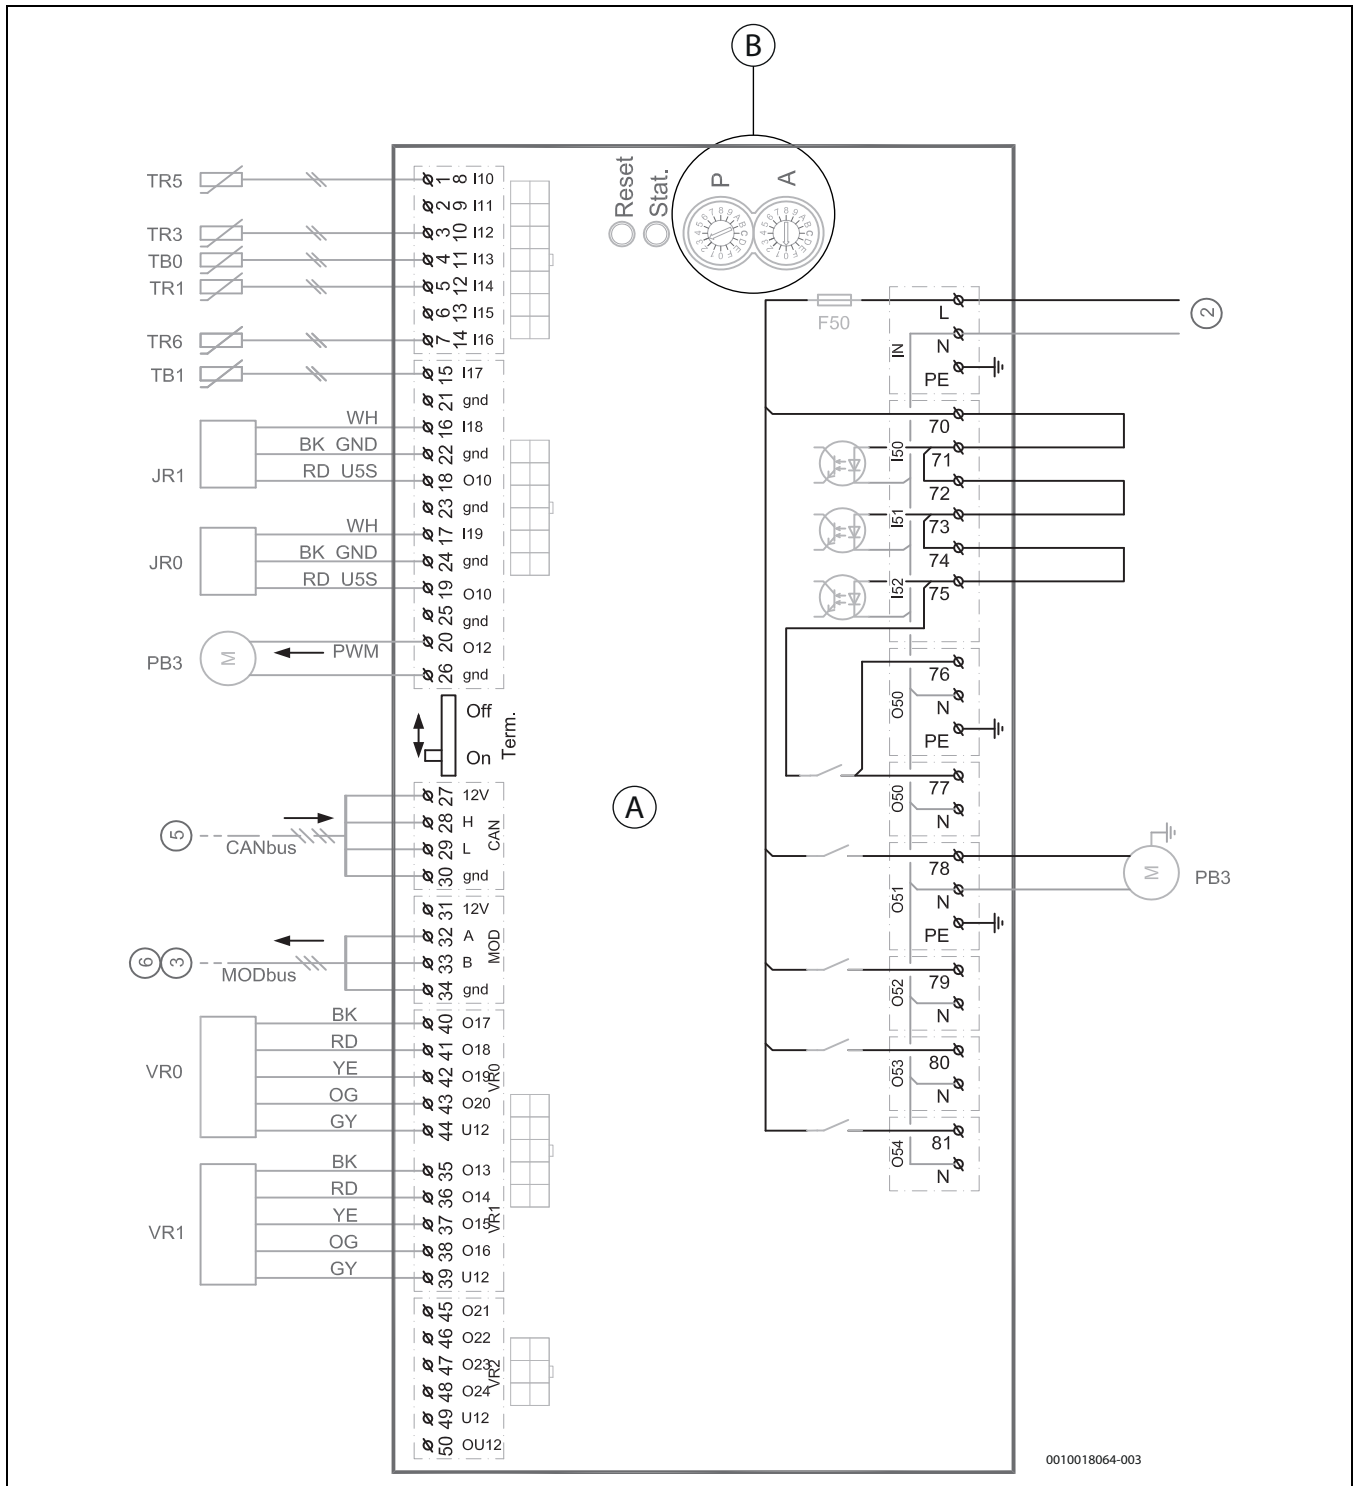 B
Reset
Stat.
P
A
TR5
1 8 I10
2 9 I11
TR3
3 10 I12
TB0
4 11 I13
TR1
5 12 I14
6 13 I15
TR6
7 14 I16
TB1
15 I17
21 gnd
WH
16 I18
BK GND
22 gnd
JR1
RD U5S
18 O10
23 gnd
WH
17 I19
BK GND
24 gnd
JR0
RD U5S
19 O10
25 gnd
20 O12
PB3
M
PWM
26 gnd
Off
On
Term.
27 12V
28 H
29 L
30 gnd
CAN
5
CANbus
31 12V
32 A
33 B
34 gnd
MOD
6
3
MODbus
VR0
BK
40 O17
RD
41 O18
YE
42 O19
OG
43 O20
GY
44 U12
VR0
VR1
BK
35 O13
RD
36 O14
YE
37 O15
OG
38 O16
GY
39 U12
VR1
45 O21
46 O22
47 O23
48 O24
49 U12
50 OU12
VR2
A
F50
IN
L
N
PE
2
I50
70
71
72
I51
73
74
I52
75
O50
76
N
PE
O50
77
N
O51
78
N
PE
M
PB3
O52
79
N
O53
80
N
O54
81
N
0010018064-003